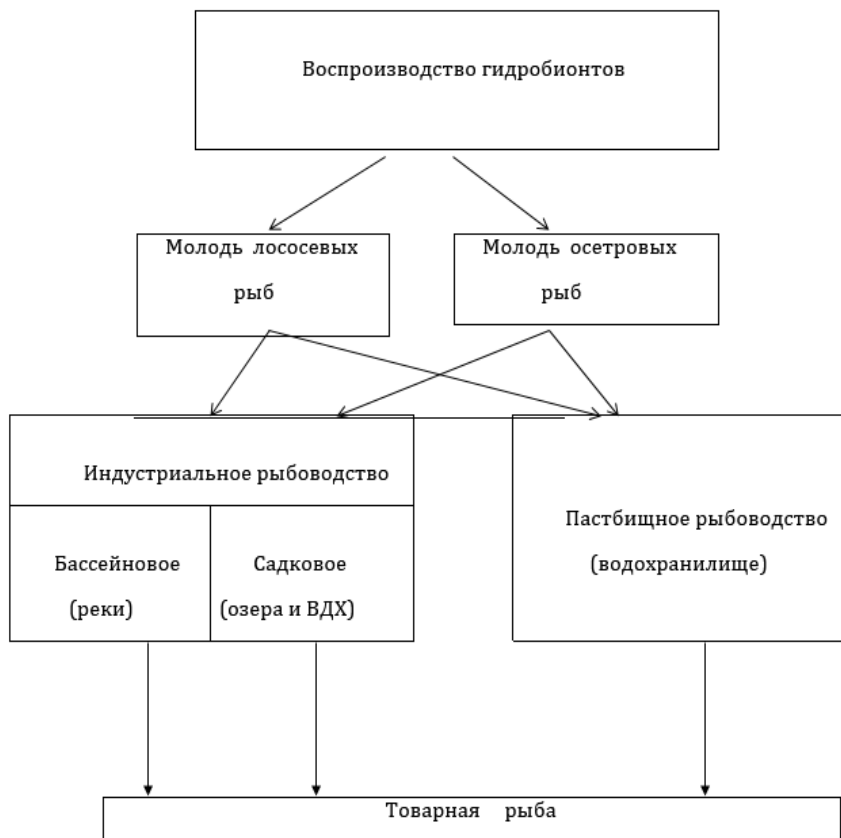 Воспроизводство гидробионтов
Молодь лососевых
рыб
Молодь осетровых
рыб
Индустриальное рыбоводство
Бассейновое
(реки)
Садковое
(озера и ВДХ)
Пастбищное рыбоводство
(водохранилище)
Товарная рыба